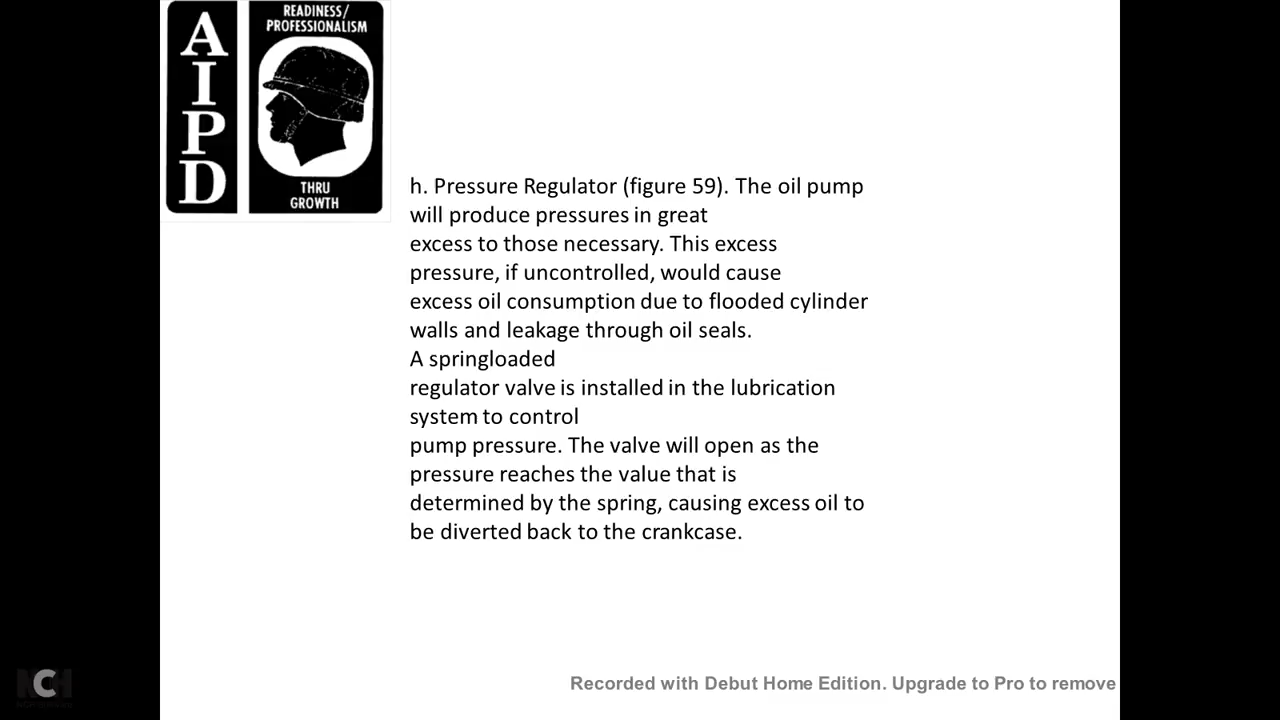 AIPD
READINESS/
PROFESSIONALISM
THRU
GROWTH
h. Pressure Regulator (figure 59). The oil pump
will produce pressures in great
excess to those necessary. This excess
pressure, if uncontrolled, would cause
excess oil consumption due to flooded cylinder
walls and leakage through oil seals.
A springloaded
regulator valve is installed in the lubrication
system to control
pump pressure. The valve will open as the
pressure reaches the value that is
determined by the spring, causing excess oil to
be diverted back to the crankcase.
NCH
Recorded with Debut Home Edition. Upgrade to Pro to remove